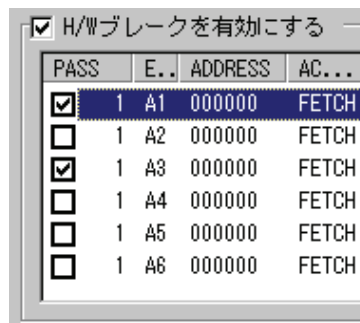 H/Wブレークを有効にする
PASS E.. ADDRESS AC...
1 A1 000000 FETCH
1 A2 000000 FETCH
1 A3 000000 FETCH
1 A4 000000 FETCH
1 A5 000000 FETCH
1 A6 000000 FETCH